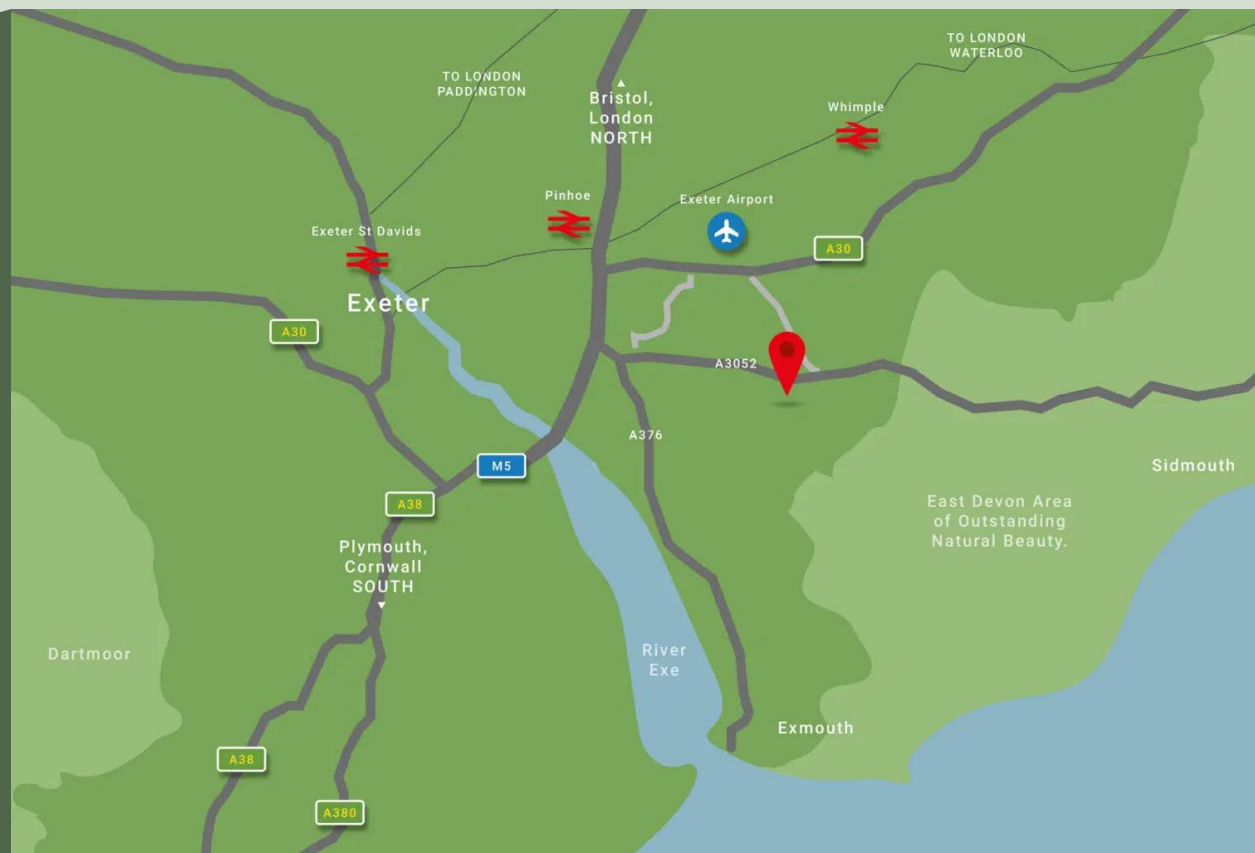 TO LONDON
WATERLOO
TO LONDON
PADDINGTON
Bristol,
London
NORTH
Whimple
Pinhoe
Exeter Airport
Exeter St Davids
A30
Exeter
A30
A3052
A376
M5
Sidmouth
A38
East Devon Area
of Outstanding
Natural Beauty.
Plymouth,
Cornwall
SOUTH
Dartmoor
River
Exe
Exmouth
A38
A380